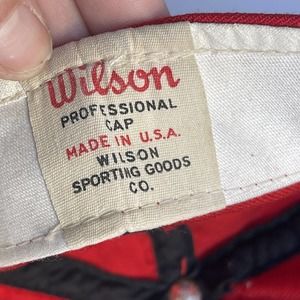 Wilson
PROFESSIONAL
CAP
MADE IN U.S.A.
WILSON
SPORTING GOODS
CO.